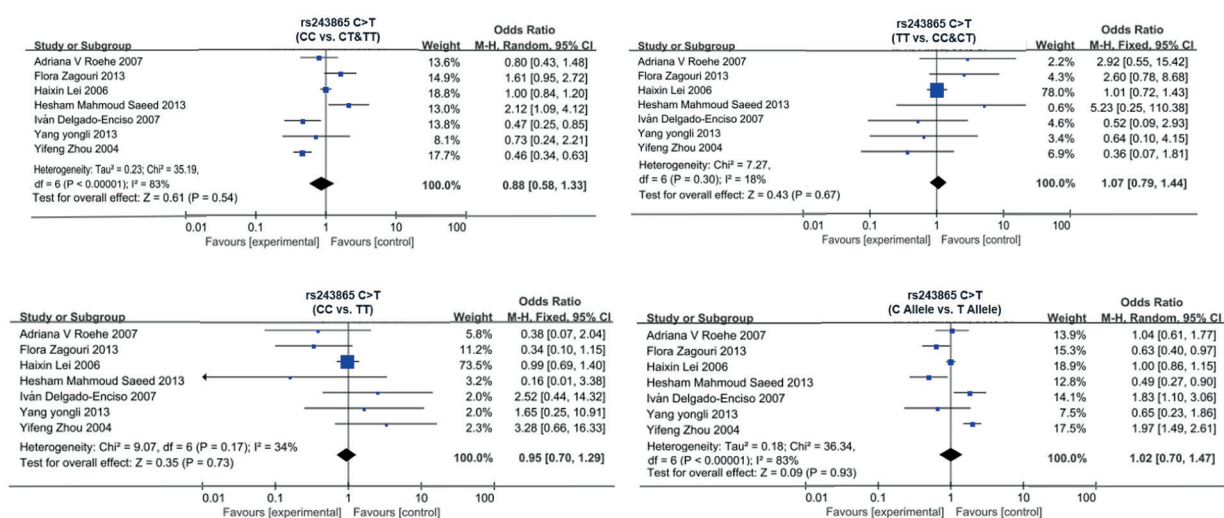 rs243865 C>T
(CC vs. CT&TT)
Odds Ratio
Study or Subgroup Weight M-H, Random, 95% CI
Adriana V Roehe 2007 13.6% 0.80 [0.43, 1.48]
Flora Zagouri 2013 14.9% 1.61 [0.95, 2.72]
Haixin Lei 2006 18.8% 1.00 [0.84, 1.20]
Hesham Mahmoud Saeed 2013 13.0% 2.12 [1.09, 4.12]
Iván Delgado-Enciso 2007 13.8% 0.47 [0.25, 0.85]
Yang yongli 2013 8.1% 0.73 [0.24, 2.21]
Yifeng Zhou 2004 17.7% 0.46 [0.34, 0.63]
Heterogeneity: Tau² = 0.23; Chi² = 35.19,
df = 6 (P < 0.00001); I² = 83% 100.0% 0.88 [0.58, 1.33]
Test for overall effect: Z = 0.61 (P = 0.54)
0.01 0.1 1 10 100
Favours [experimental] Favours [control]
rs243865 C>T
(TT vs. CC&CT)
Odds Ratio
Study or Subgroup Weight M-H, Fixed, 95% CI
Adriana V Roehe 2007 2.2% 2.92 [0.55, 15.42]
Flora Zagouri 2013 4.3% 2.60 [0.78, 8.68]
Haixin Lei 2006 78.0% 1.01 [0.72, 1.43]
Hesham Mahmoud Saeed 2013 0.6% 5.23 [0.25, 110.38]
Iván Delgado-Enciso 2007 4.6% 0.52 [0.09, 2.93]
Yang yongli 2013 3.4% 0.64 [0.10, 4.15]
Yifeng Zhou 2004 6.9% 0.36 [0.07, 1.81]
Heterogeneity: Chi² = 7.27,
df = 6 (P = 0.30); I² = 18% 100.0% 1.07 [0.79, 1.44]
Test for overall effect: Z = 0.43 (P = 0.67)
0.01 0.1 1 10 100
Favours [experimental] Favours [control]
rs243865 C>T
(CC vs. TT)
Odds Ratio
Study or Subgroup Weight M-H, Fixed, 95% CI
Adriana V Roehe 2007 5.8% 0.38 [0.07, 2.04]
Flora Zagouri 2013 11.2% 0.34 [0.10, 1.15]
Haixin Lei 2006 73.5% 0.99 [0.69, 1.40]
Hesham Mahmoud Saeed 2013 3.2% 0.16 [0.01, 3.38]
Iván Delgado-Enciso 2007 2.0% 2.52 [0.44, 14.32]
Yang yongli 2013 2.0% 1.65 [0.25, 10.91]
Yifeng Zhou 2004 2.3% 3.28 [0.66, 16.33]
Heterogeneity: Chi² = 9.07, df = 6 (P = 0.17); I² = 34%
100.0% 0.95 [0.70, 1.29]
Test for overall effect: Z = 0.35 (P = 0.73)
0.01 0.1 1 10 100
Favours [experimental] Favours [control]
rs243865 C>T
(C Allele vs. T Allele)
Odds Ratio
Study or Subgroup Weight M-H, Random, 95% CI
Adriana V Roehe 2007 13.9% 1.04 [0.61, 1.77]
Flora Zagouri 2013 15.3% 0.63 [0.40, 0.97]
Haixin Lei 2006 18.9% 1.00 [0.86, 1.15]
Hesham Mahmoud Saeed 2013 12.8% 0.49 [0.27, 0.90]
Iván Delgado-Enciso 2007 14.1% 1.83 [1.10, 3.06]
Yang yongli 2013 7.5% 0.65 [0.23, 1.86]
Yifeng Zhou 2004 17.5% 1.97 [1.49, 2.61]
Heterogeneity: Tau² = 0.18; Chi² = 36.34,
df = 6 (P < 0.00001); I² = 83% 100.0% 1.02 [0.70, 1.47]
Test for overall effect: Z = 0.09 (P = 0.93)
0.01 0.1 1 10 100
Favours [experimental] Favours [control]